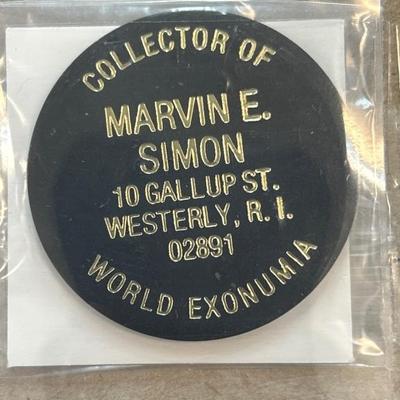 COLLECTOR OF
MARVIN E.
SIMON
10 GALLUP ST.
WESTERLY, R. I.
02891
WORLD EXONUMIA